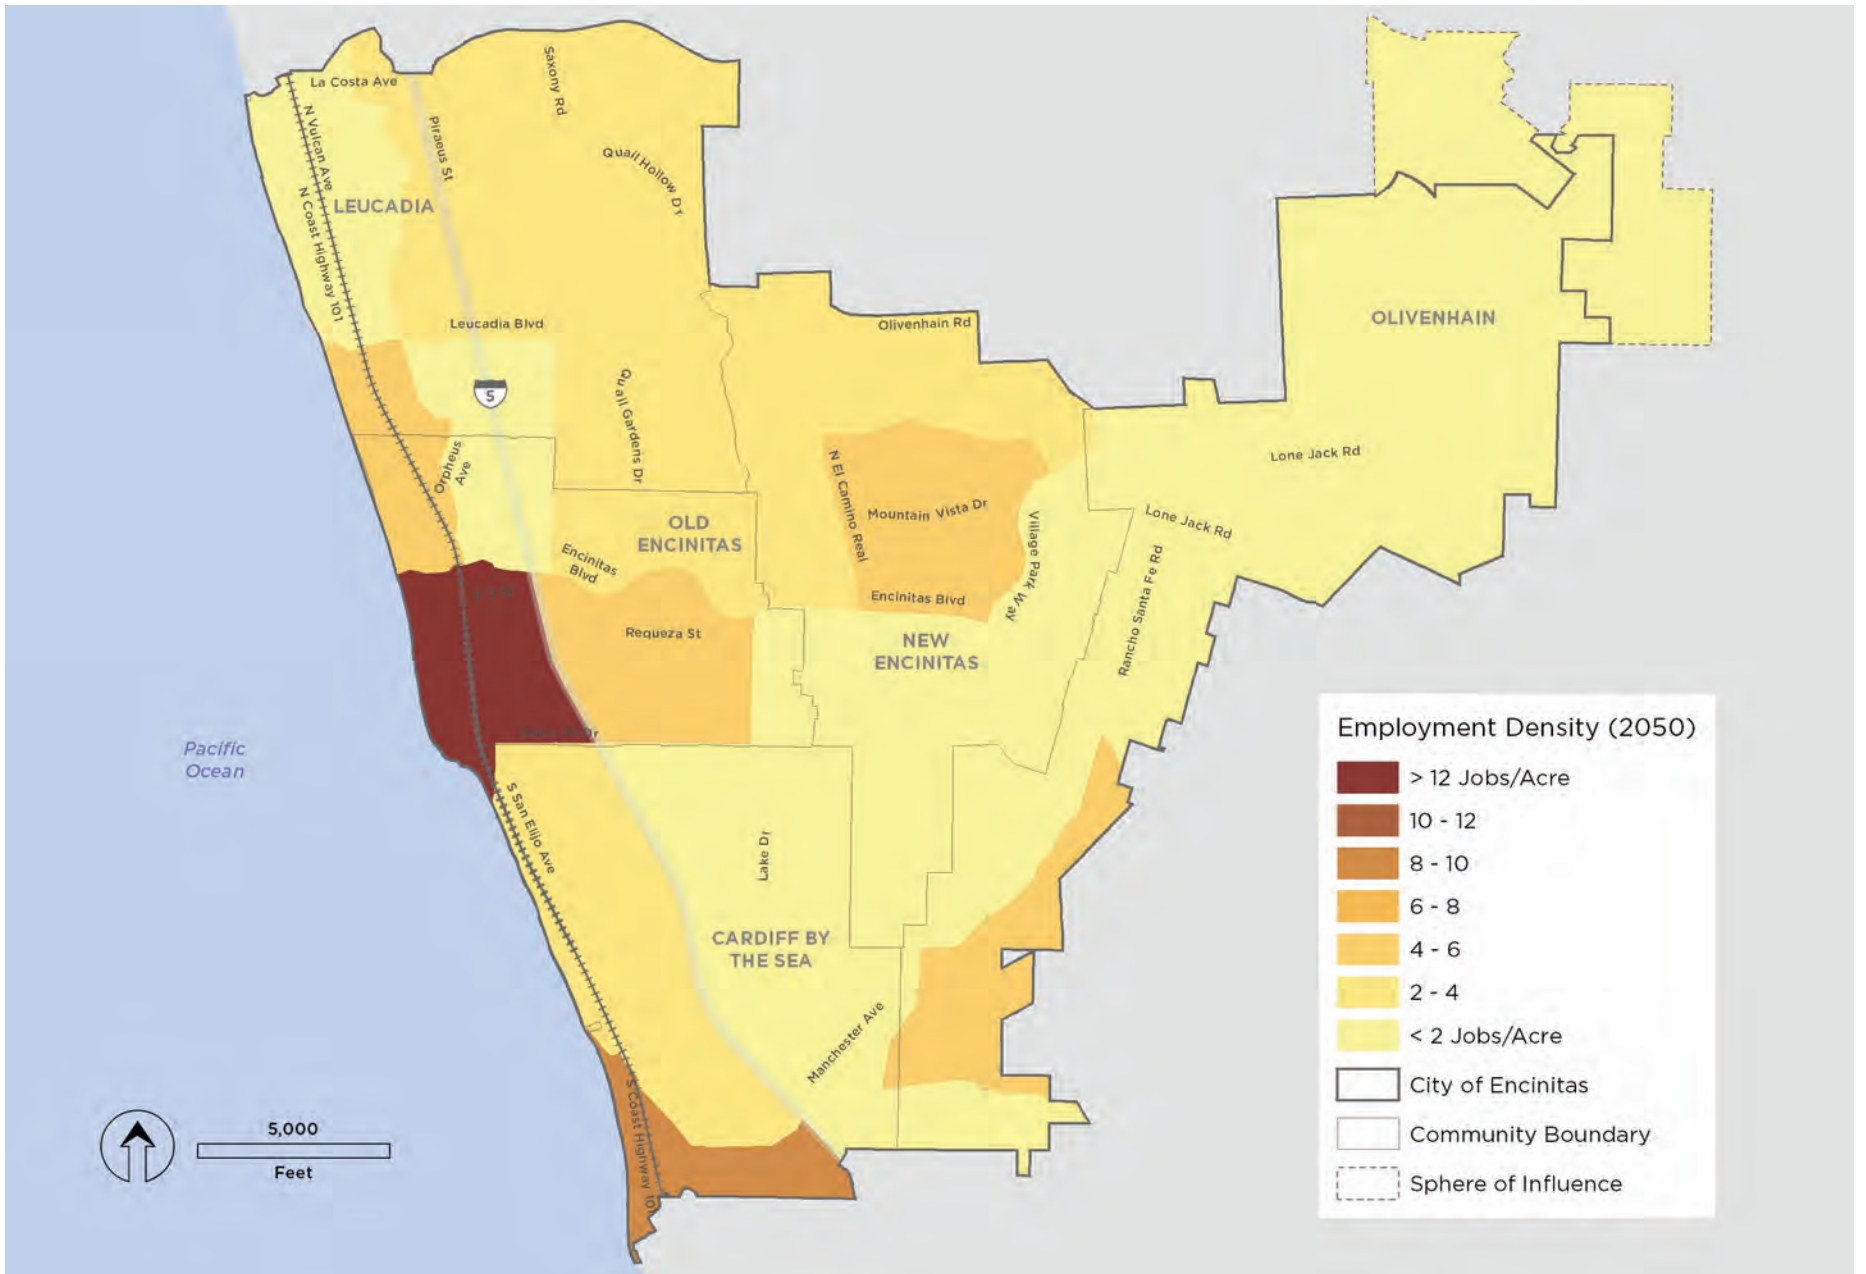 La Costa Ave
Saxony Rd
N Vulcan Ave
Piraeus St
Quail Hollow Dr
N Coast Highway 101
LEUCADIA
Leucadia Blvd
Olivenhain Rd
OLIVENHAIN
5
Quail Gardens Dr
Orpheus
Ave
Lone Jack Rd
N El Camino Real
Mountain Vista Dr
Village Park Way
Lone Jack Rd
OLD
ENCINITAS
Encinitas
Blvd
Rancho Santa Fe Rd
Encinitas Blvd
Requeza St
NEW
ENCINITAS
Pacific
Ocean
S San Elijo Ave
Lake Dr
CARDIFF BY
THE SEA
Manchester Ave
S Coast Highway 101
5,000
Feet
Employment Density (2050)
> 12 Jobs/Acre
10 - 12
8 - 10
6 - 8
4 - 6
2 - 4
< 2 Jobs/Acre
City of Encinitas
Community Boundary
Sphere of Influence